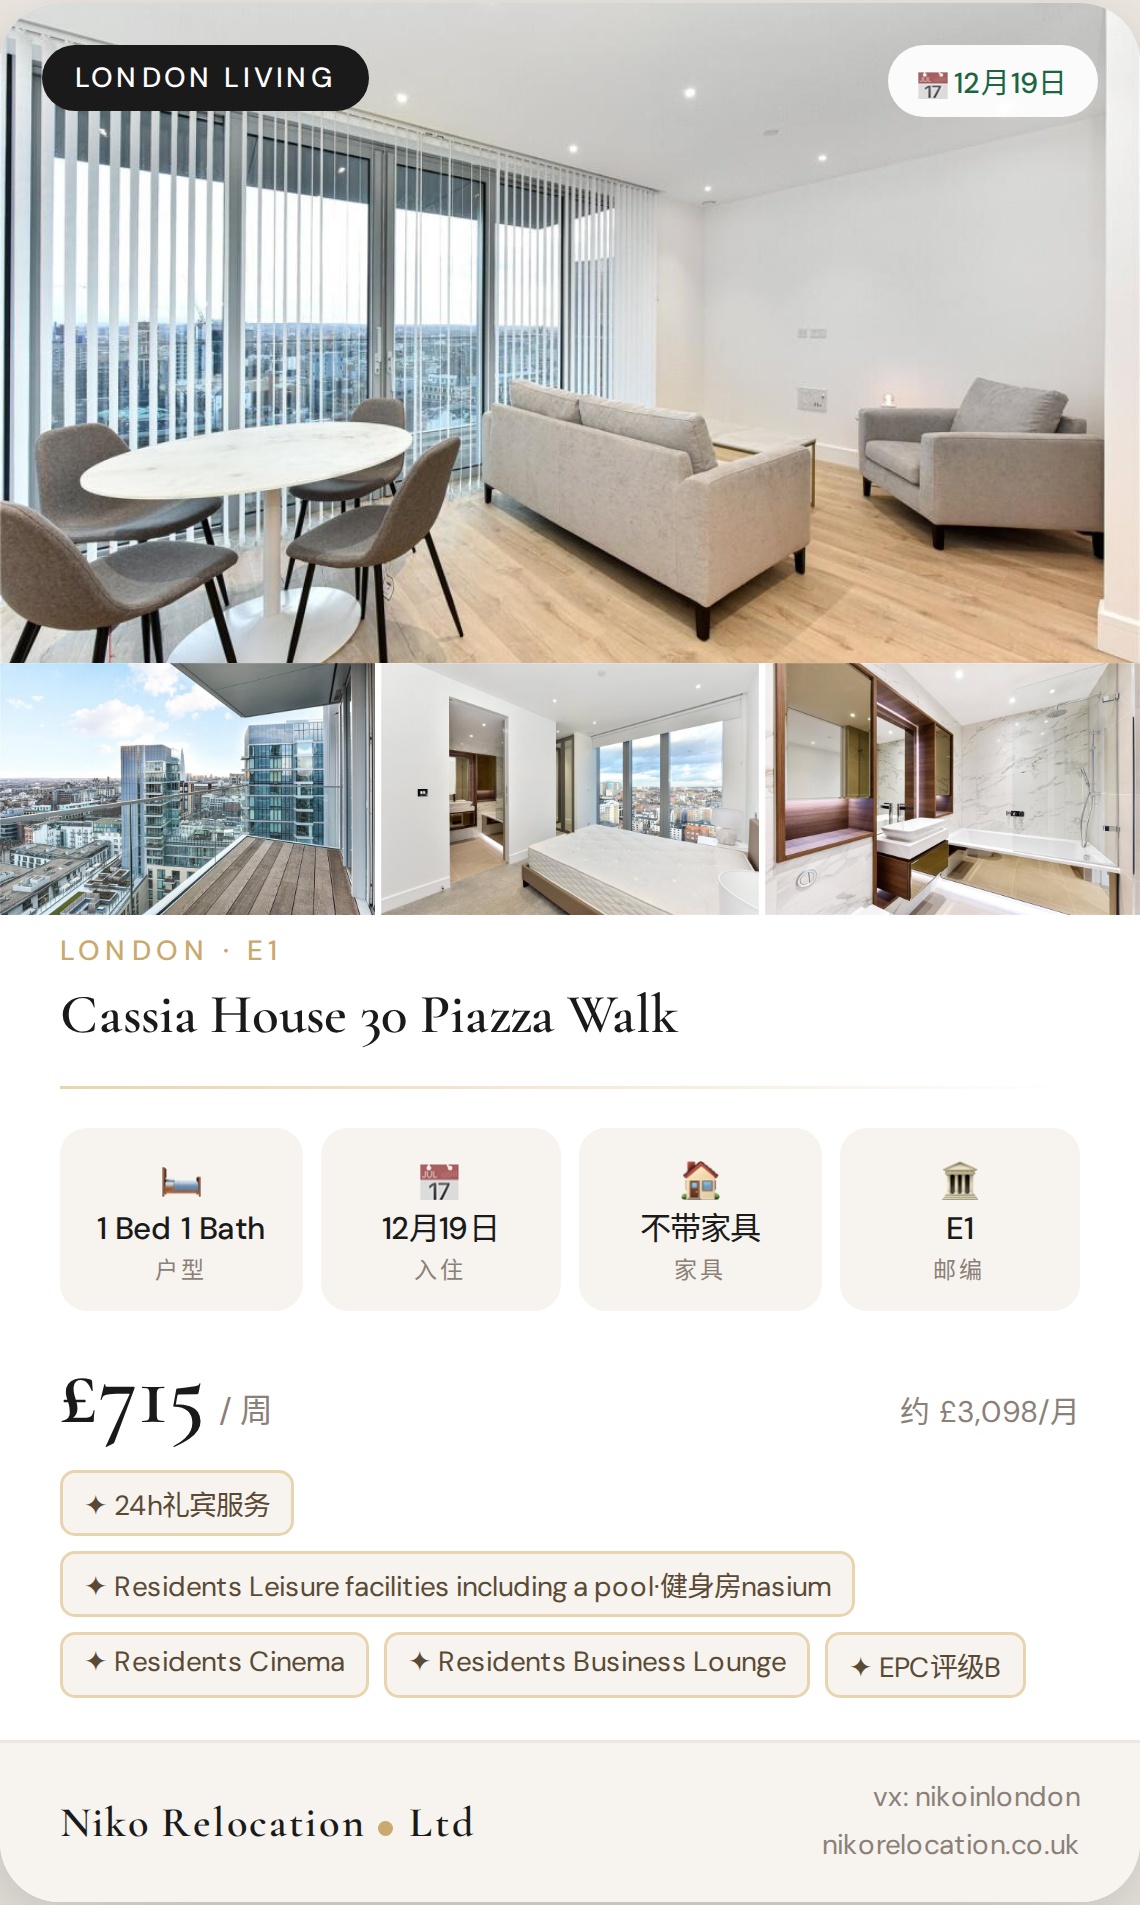 LONDON LIVING
12月19日
LONDON · E1
Cassia House 30 Piazza Walk
1 Bed 1 Bath
户型
12月19日
入住
不带家具
家具
E1
邮编
£715 / 周
约 £3,098/月
✦ 24h礼宾服务
✦ Residents Leisure facilities including a pool·健身房nasium
✦ Residents Cinema
✦ Residents Business Lounge
✦ EPC评级B
Niko Relocation • Ltd
vx: nikoinlondon
nikorelocation.co.uk